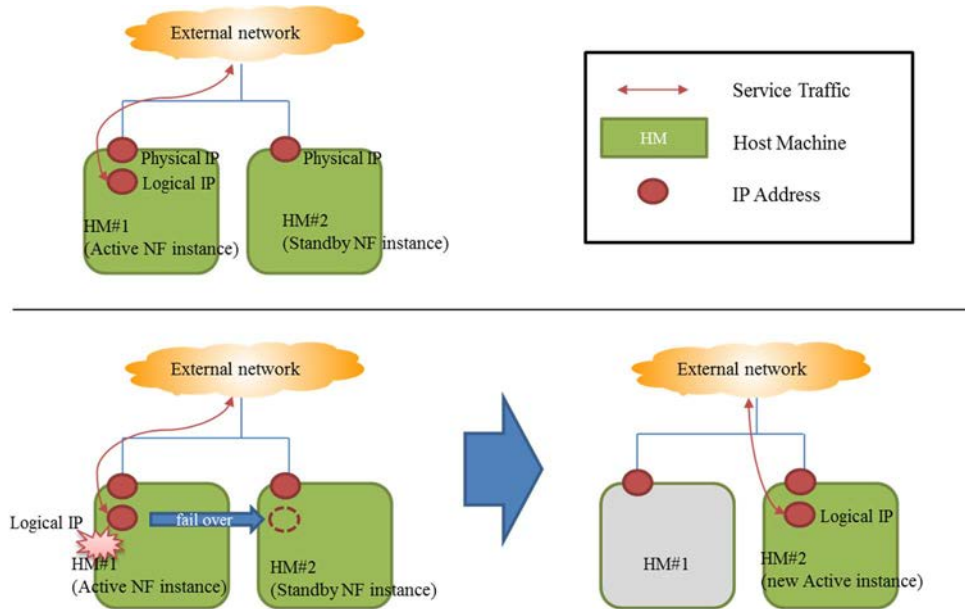 External network
Service Traffic
HM
Host Machine
IP Address
Physical IP
Logical IP
HM#1
(Active NF instance)
Physical IP
HM#2
(Standby NF instance)
External network
Logical IP
fail over
HM#1
(Active NF instance)
HM#2
(Standby NF instance)
External network
HM#1
Logical IP
HM#2
(new Active instance)